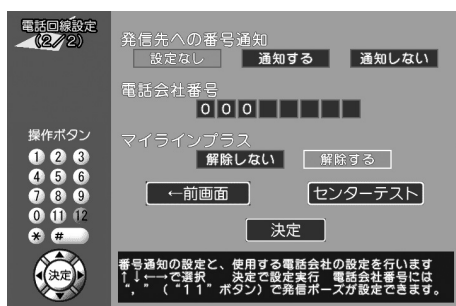 電話回線設定
(2/2)
発信先への番号通知
設定なし 通知する 通知しない
電話会社番号
000
マイラインプラス
解除しない 解除する
←前画面 センターテスト
決定
操作ボタン
1 2 3
4 5 6
7 8 9
0 11 12
* #
決定
番号通知の設定と、使用する電話会社の設定を行います
↑↓←→で選択 決定で設定実行 電話会社番号には
“，”（“11”ボタン）で発信ポーズが設定できます。